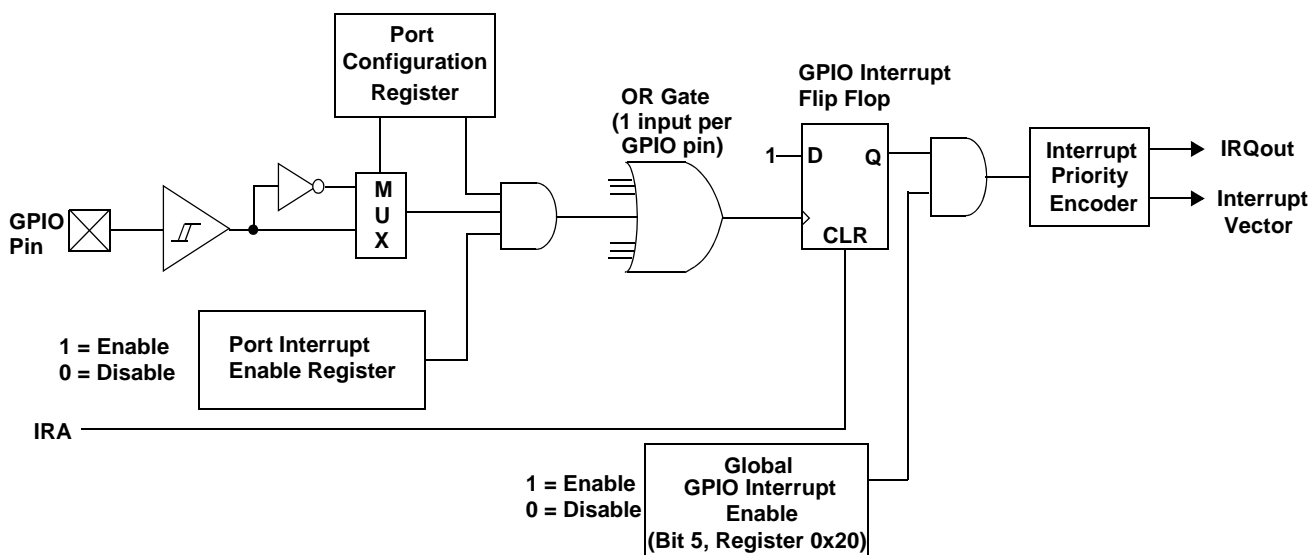 Port
Configuration
Register
GPIO Interrupt
Flip Flop
OR Gate
(1 input per
GPIO pin)
1
D
Q
CLR
Interrupt
Priority
Encoder
IRQout
Interrupt
Vector
M
U
X
GPIO
Pin
1 = Enable
0 = Disable
Port Interrupt
Enable Register
IRA
1 = Enable
0 = Disable
Global
GPIO Interrupt
Enable
(Bit 5, Register 0x20)